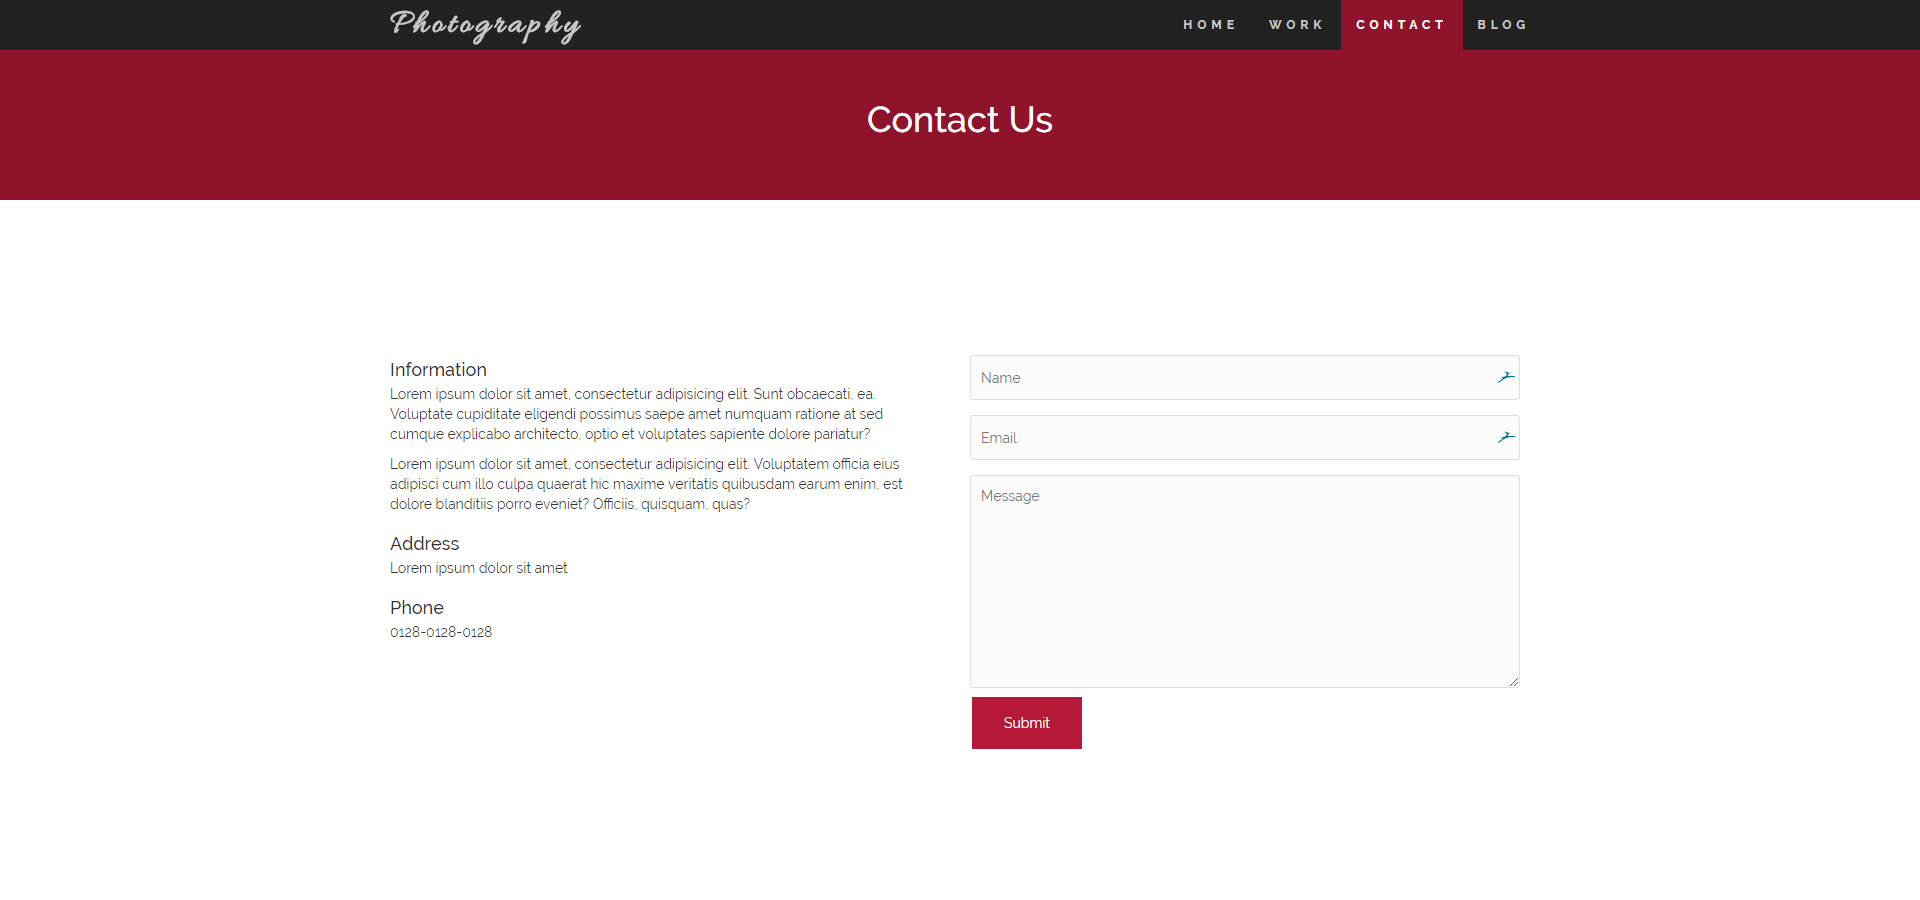 Photography
HOME WORK CONTACT BLOG
Contact Us
Information
Lorem ipsum dolor sit amet, consectetur adipisicing elit. Sunt obcaecati, ea.
Voluptate cupiditate eligendi possimus saepe amet numquam ratione at sed
cumque explicabo architecto, optio et voluptates sapiente dolore pariatur?
Lorem ipsum dolor sit amet, consectetur adipisicing elit. Voluptatem officia eius
adipisci cum illo culpa quaerat hic maxime veritatis quibusdam earum enim, est
dolore blanditiis porro eveniet? Officiis, quisquam, quas?
Address
Lorem ipsum dolor sit amet
Phone
0128-0128-0128
Name
Email
Message
Submit